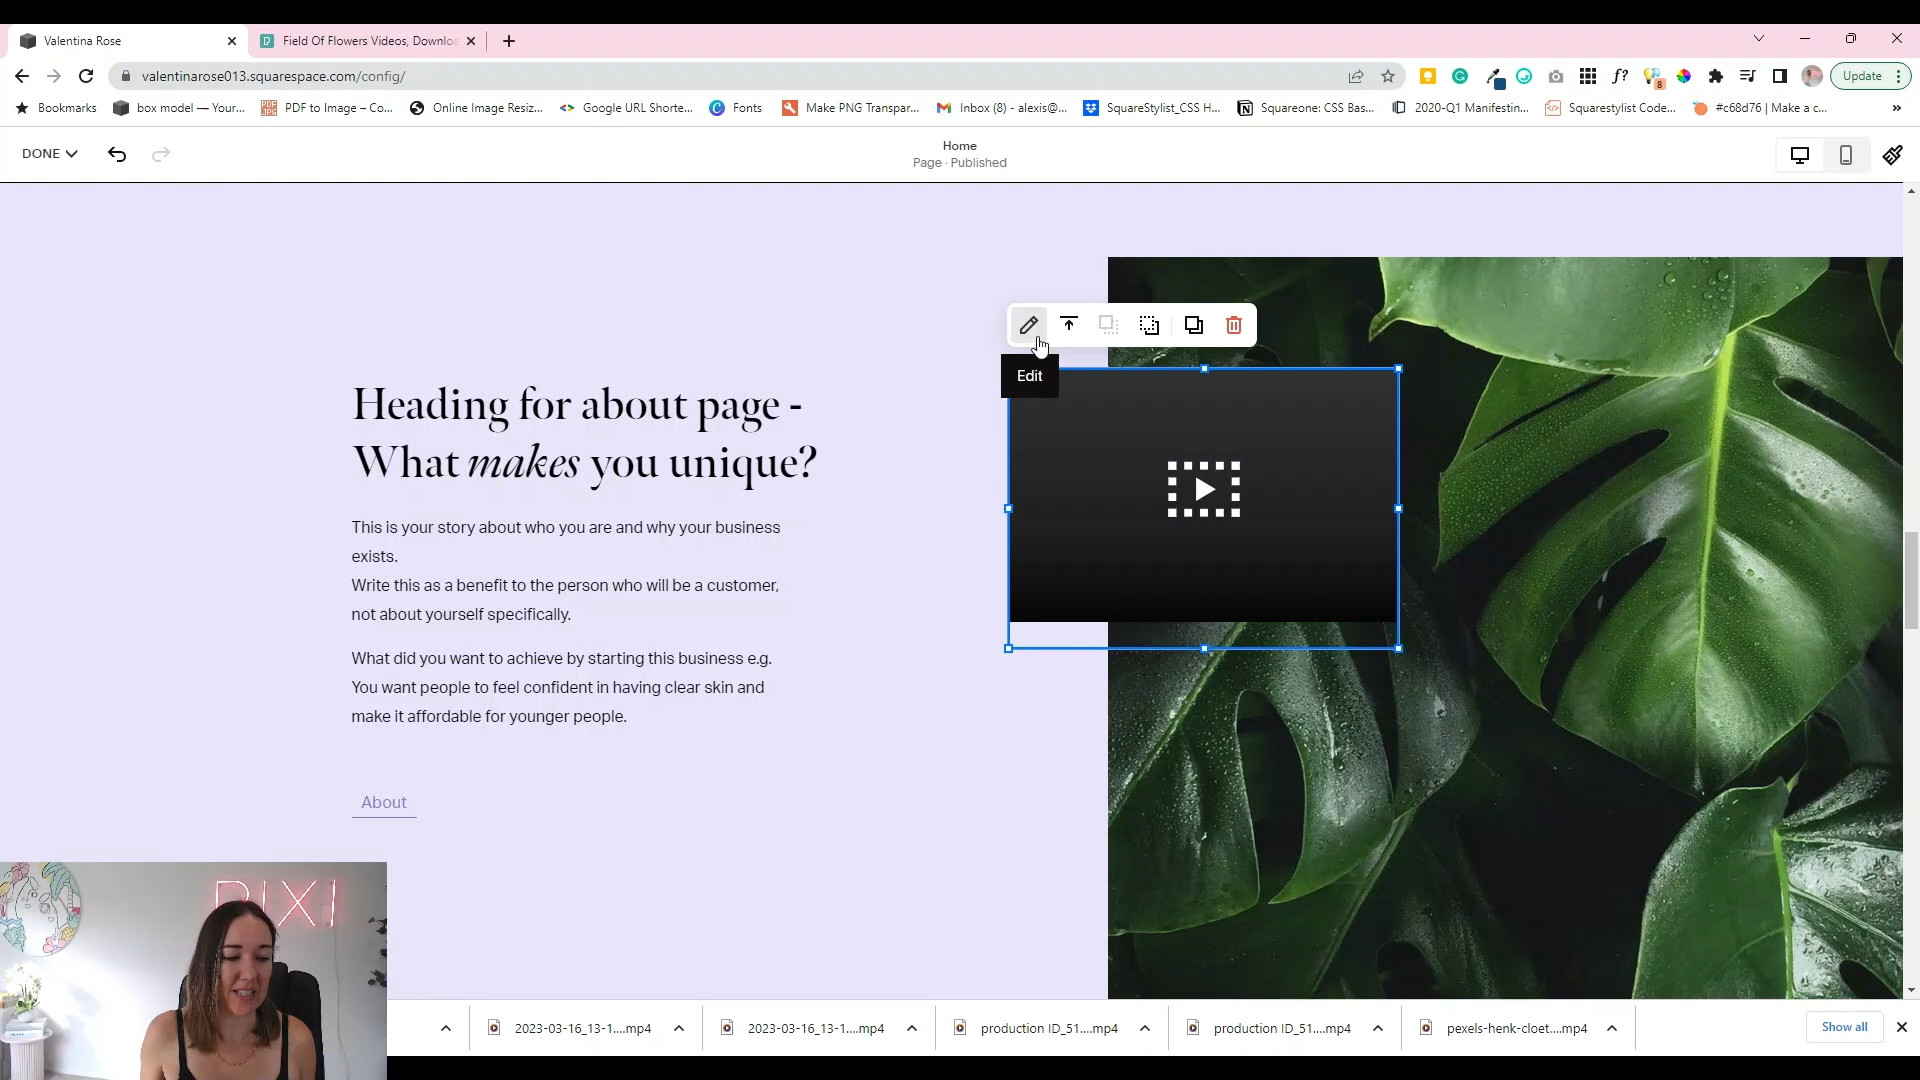 Valentina Rose
Field Of Flowers Videos, Downlo
valentinarose013.squarespace.com/config/
Update
Bookmarks
box model — Your...
PDF to Image – Co...
Online Image Resiz...
Google URL Shorte...
Fonts
Make PNG Transpar...
Inbox (8) - alexis@...
SquareStylist_CSS H...
Squareone: CSS Bas...
2020-Q1 Manifestin...
Squarestylist Code...
#c68d76 | Make a c...
DONE
Home
Page · Published
Edit
Heading for about page -
What makes you unique?
This is your story about who you are and why your business
exists.
Write this as a benefit to the person who will be a customer,
not about yourself specifically.
What did you want to achieve by starting this business e.g.
You want people to feel confident in having clear skin and
make it affordable for younger people.
About
PIXI
2023-03-16_13-1....mp4
2023-03-16_13-1....mp4
production ID_51....mp4
production ID_51....mp4
pexels-henk-cloet....mp4
Show all